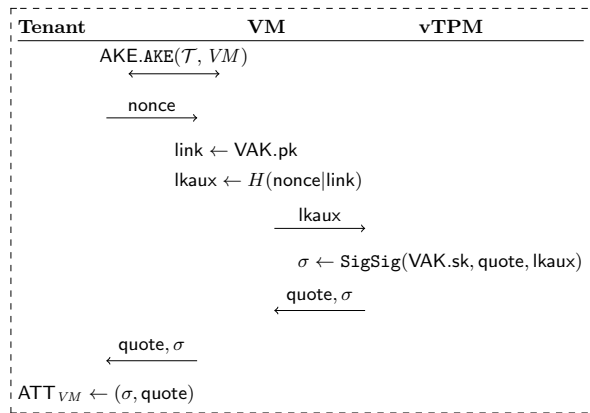 Tenant VM vTPM
AKE.AKE(𝒯, VM)
nonce
link ← VAK.pk
lkaux ← H(nonce|link)
lkaux
σ ← SigSig(VAK.sk, quote, lkaux)
quote, σ
quote, σ
ATT_VM ← (σ, quote)